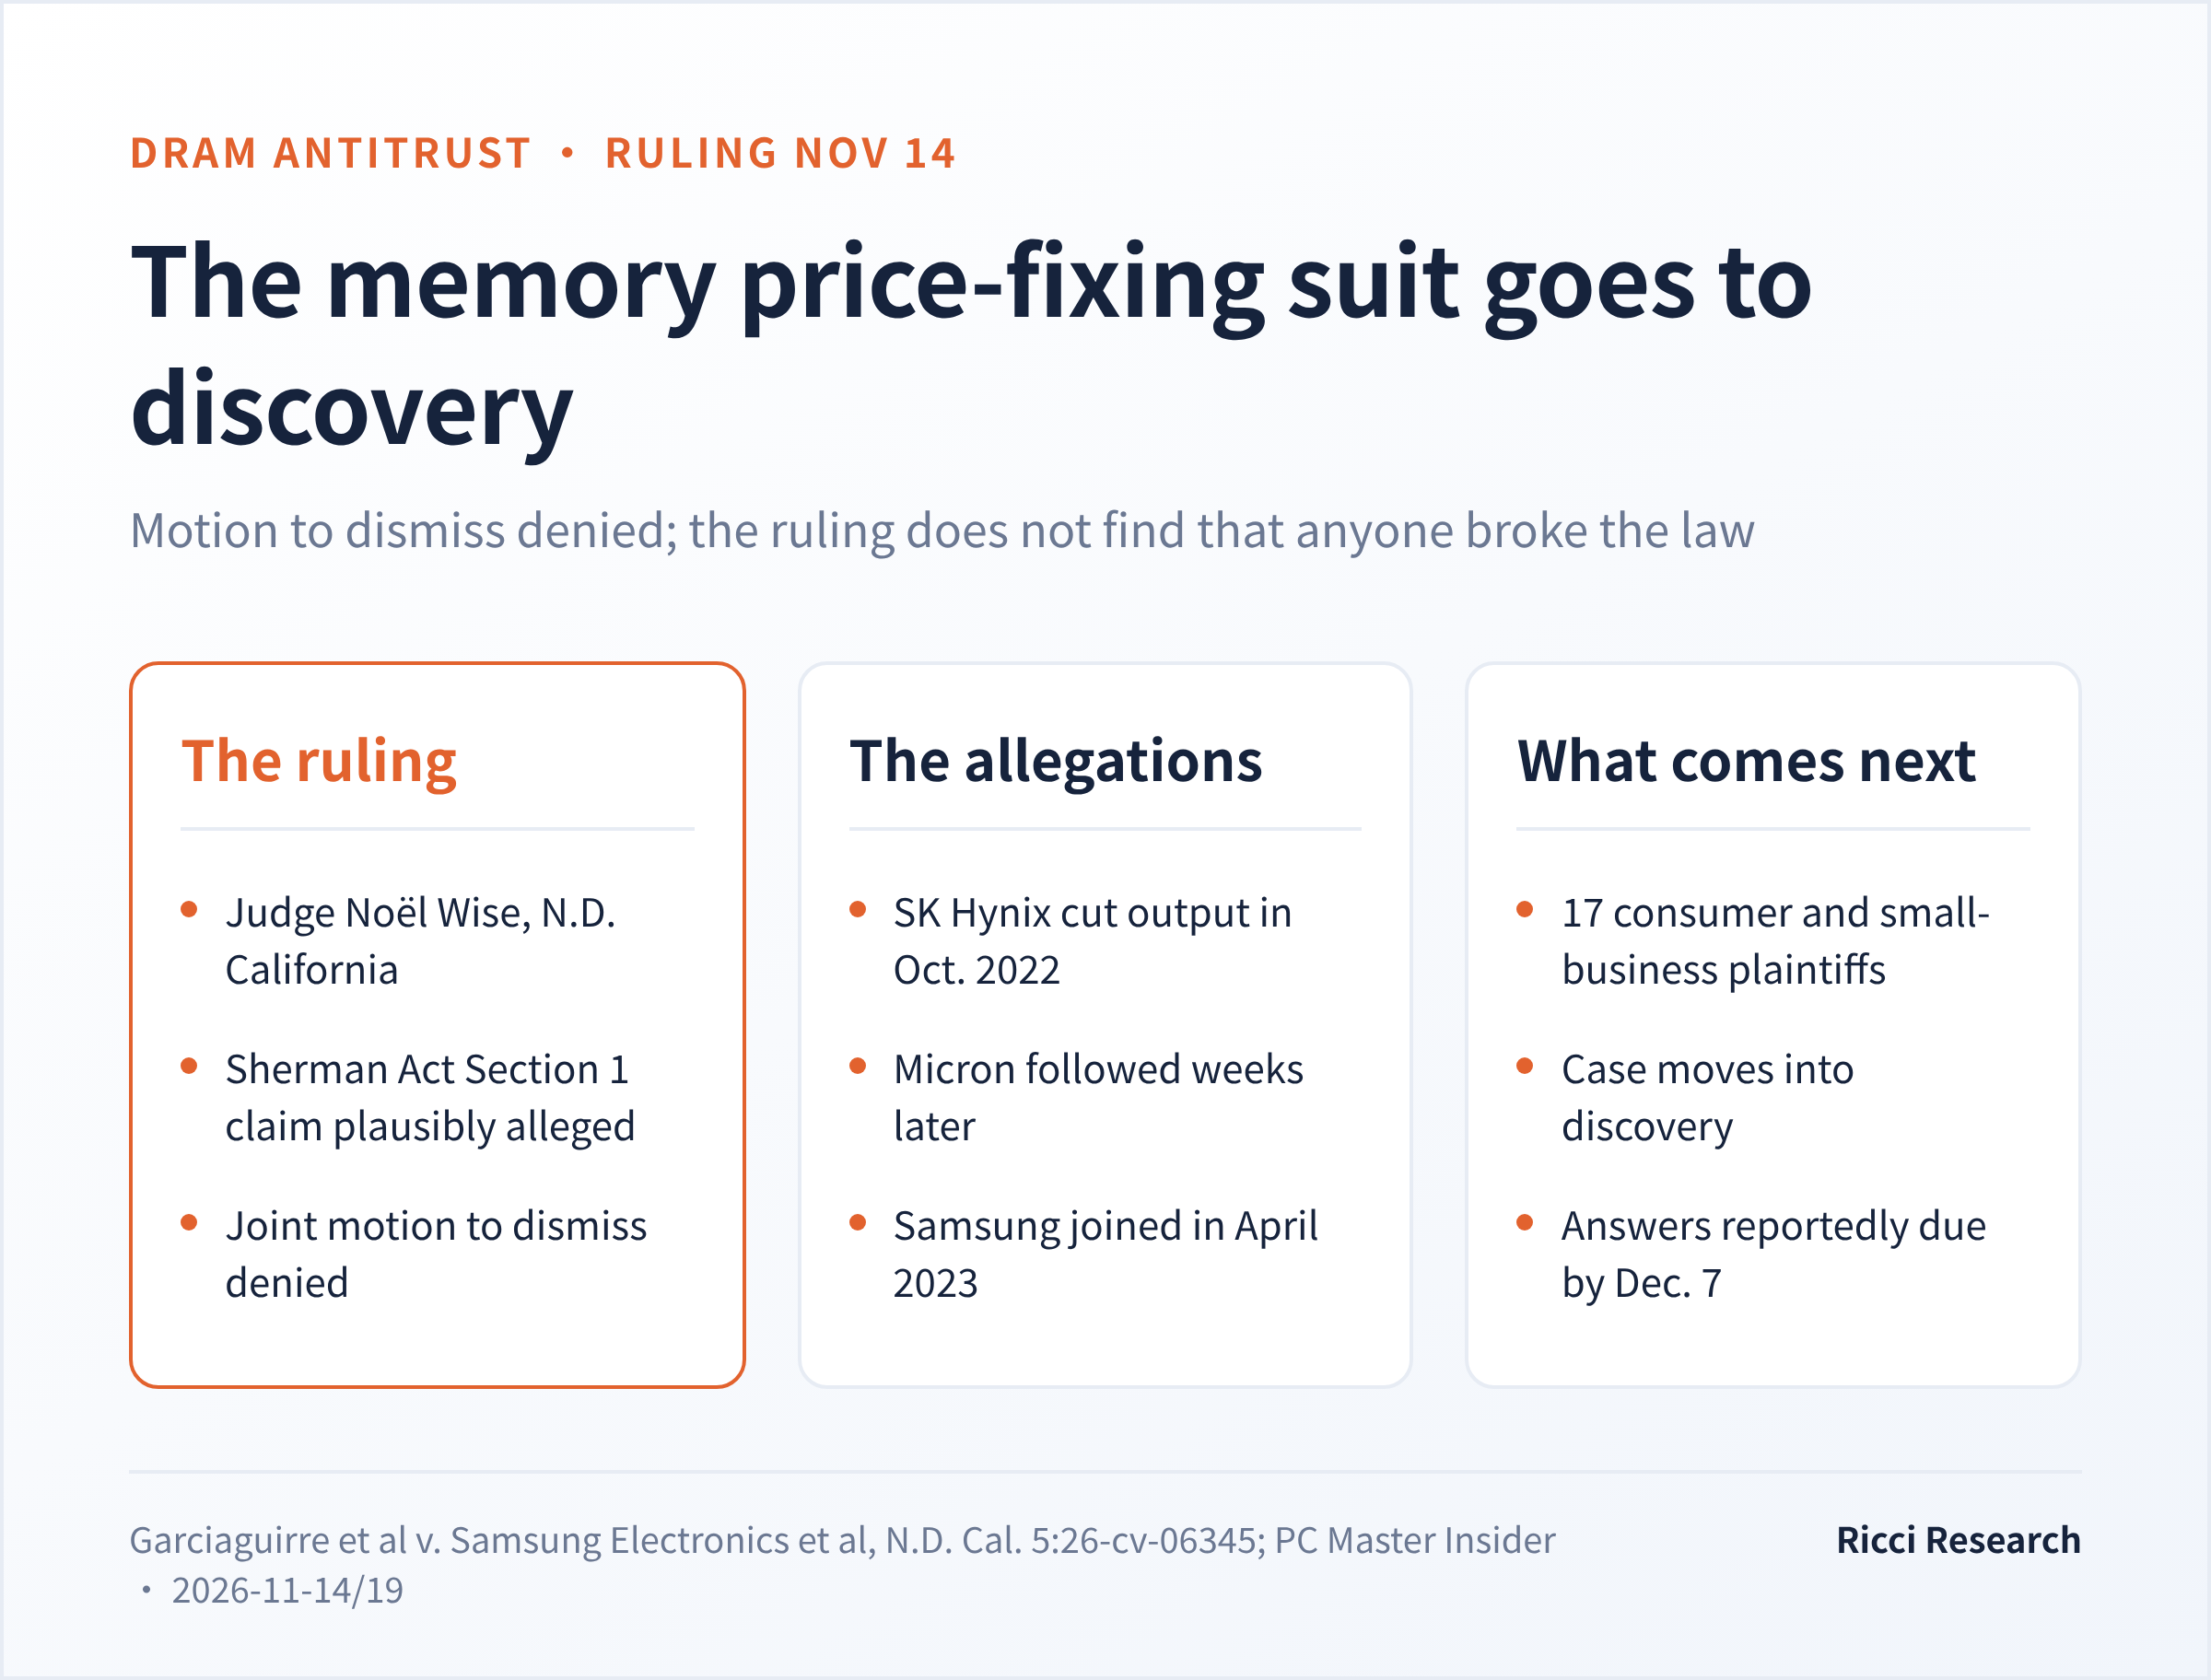 DRAM ANTITRUST • RULING NOV 14
The memory price-fixing suit goes to
discovery
Motion to dismiss denied; the ruling does not find that anyone broke the law
The ruling
• Judge Noël Wise, N.D.
California
• Sherman Act Section 1
claim plausibly alleged
• Joint motion to dismiss
denied
The allegations
• SK Hynix cut output in
Oct. 2022
• Micron followed weeks
later
• Samsung joined in April
2023
What comes next
• 17 consumer and small-
business plaintiffs
• Case moves into
discovery
• Answers reportedly due
by Dec. 7
Garciaguirre et al v. Samsung Electronics et al, N.D. Cal. 5:26-cv-06345; PC Master Insider
• 2026-11-14/19
Ricci Research